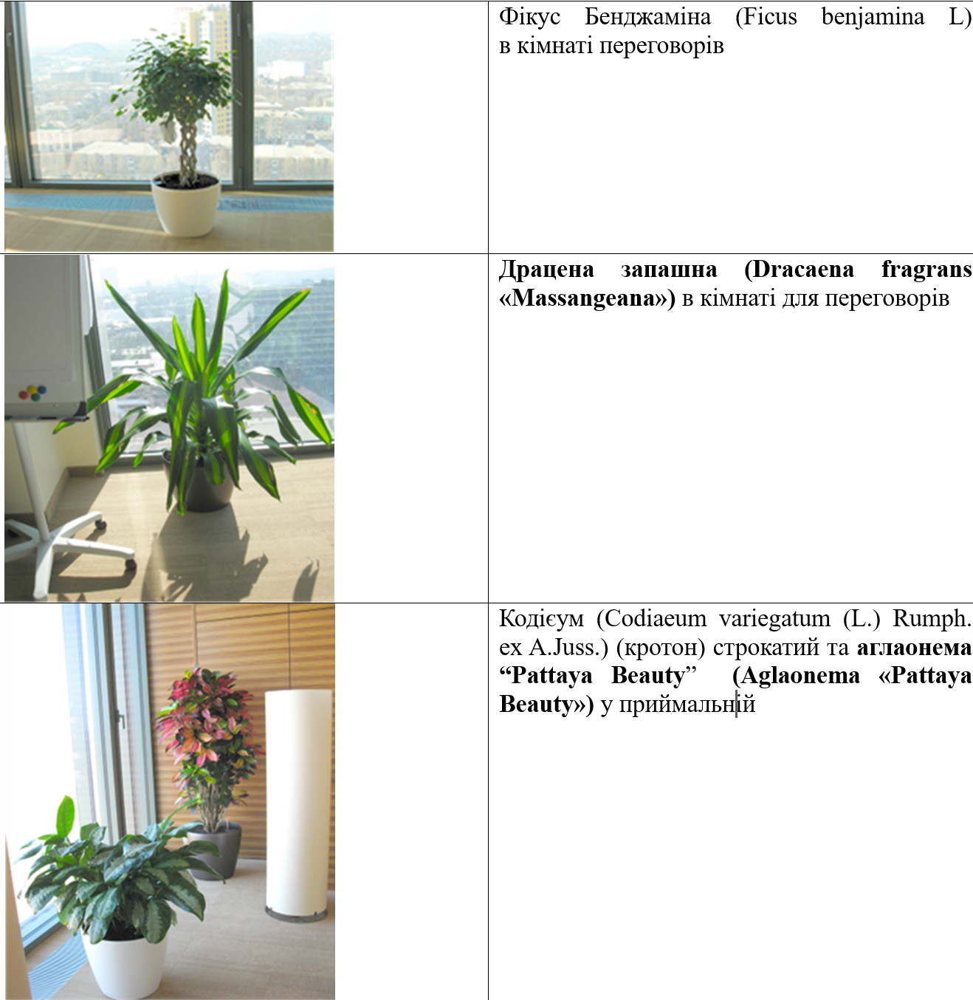 Фікус Бенджаміна (Ficus benjamina L)
в кімнаті переговорів
Драцена запашна (Dracaena fragrans
«Massangeana») в кімнаті для переговорів
Кодієум (Codiaeum variegatum (L.) Rumph.
ex A.Juss.) (кротон) строкатий та аглаонема
“Pattaya Beauty” (Aglaonema «Pattaya
Beauty») у приймальній